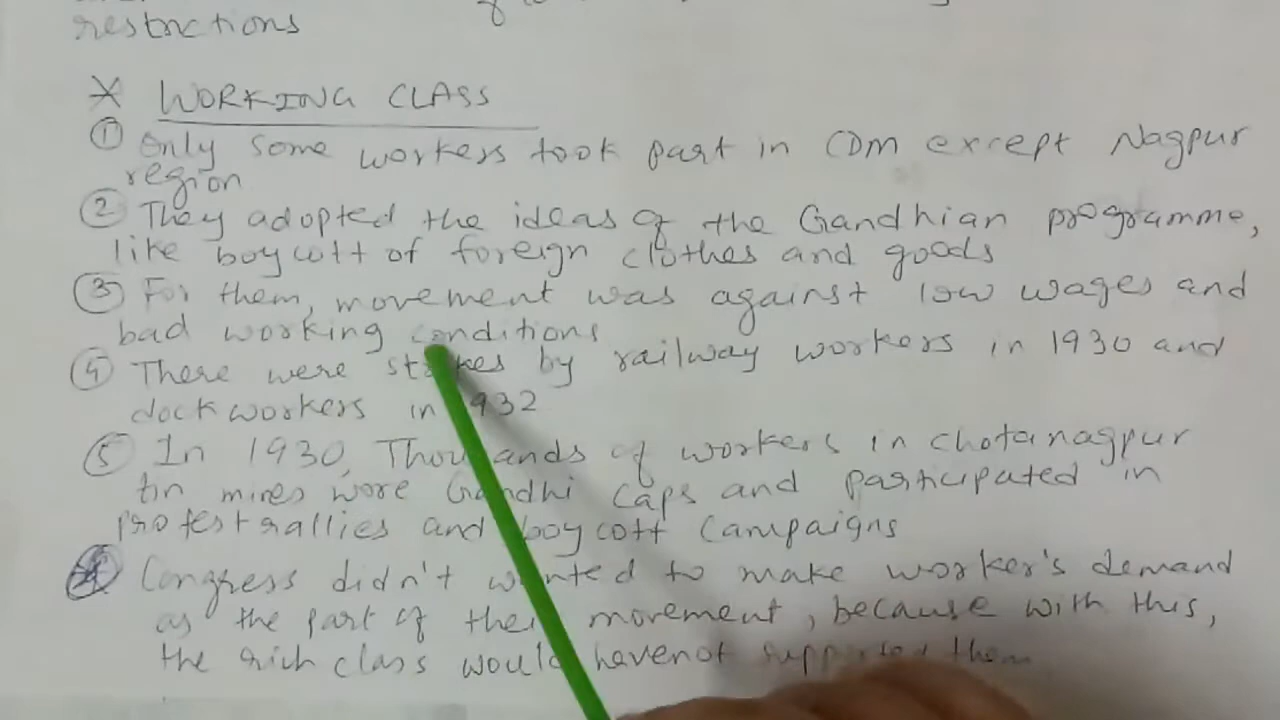 restrictions
* WORKING CLASS
① Only some workers took part in CDM except Nagpur
region
② They adopted the ideas of the Gandhian programme,
like boycott of foreign clothes and goods
③ For them, movement was against low wages and
bad working conditions
④ There were strikes by railway workers in 1930 and
dockworkers in 1932
⑤ In 1930, Thousands of workers in chotanagpur
tin mines wore Gandhi caps and participated in
protest rallies and boycott campaigns
Congress didn't wanted to make worker's demand
as the part of their movement, because with this,
the rich class would havenot supported them